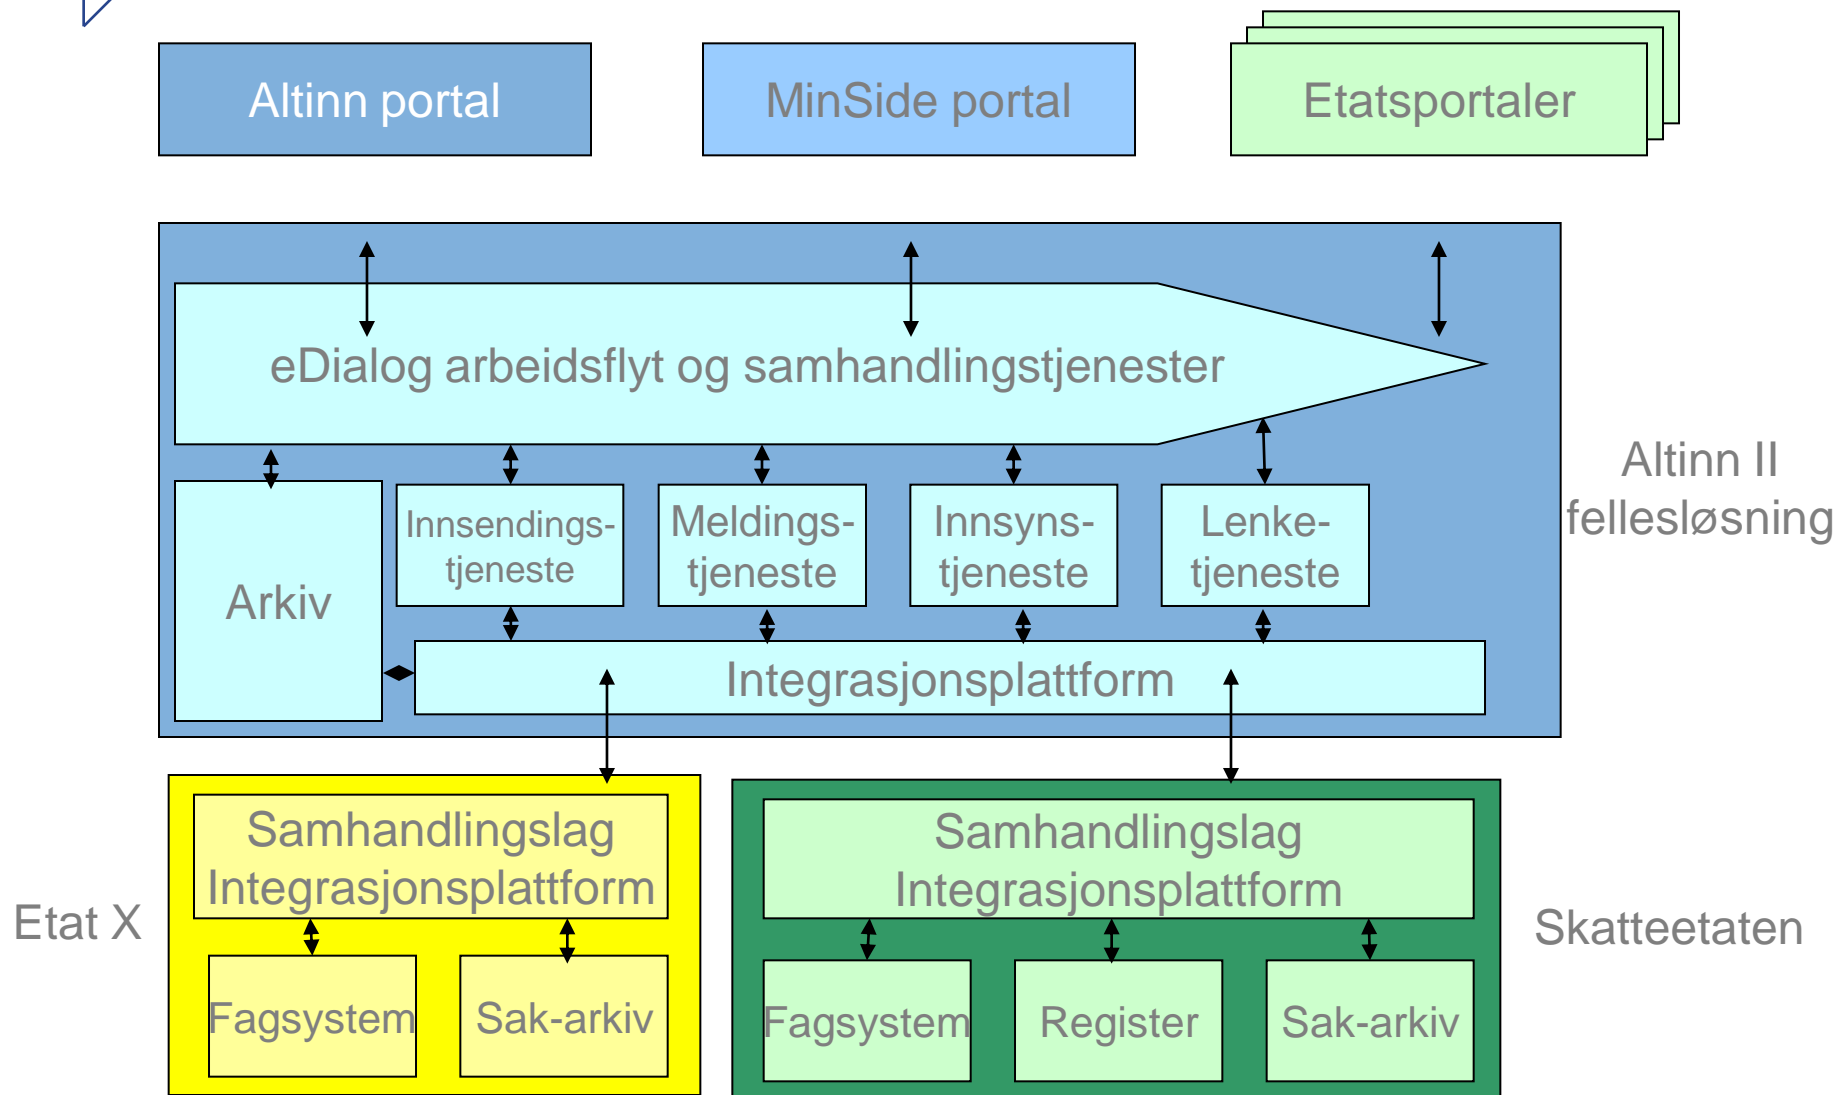 Altinn portal
MinSide portal
Etatsportaler
eDialog arbeidsflyt og samhandlingstjenester
Altinn II
fellesløsning
Arkiv
Innsendings-
tjeneste
Meldings-
tjeneste
Innsyns-
tjeneste
Lenke-
tjeneste
Integrasjonsplattform
Etat X
Samhandlingslag
Integrasjonsplattform
Fagsystem
Sak-arkiv
Samhandlingslag
Integrasjonsplattform
Fagsystem
Register
Sak-arkiv
Skatteetaten